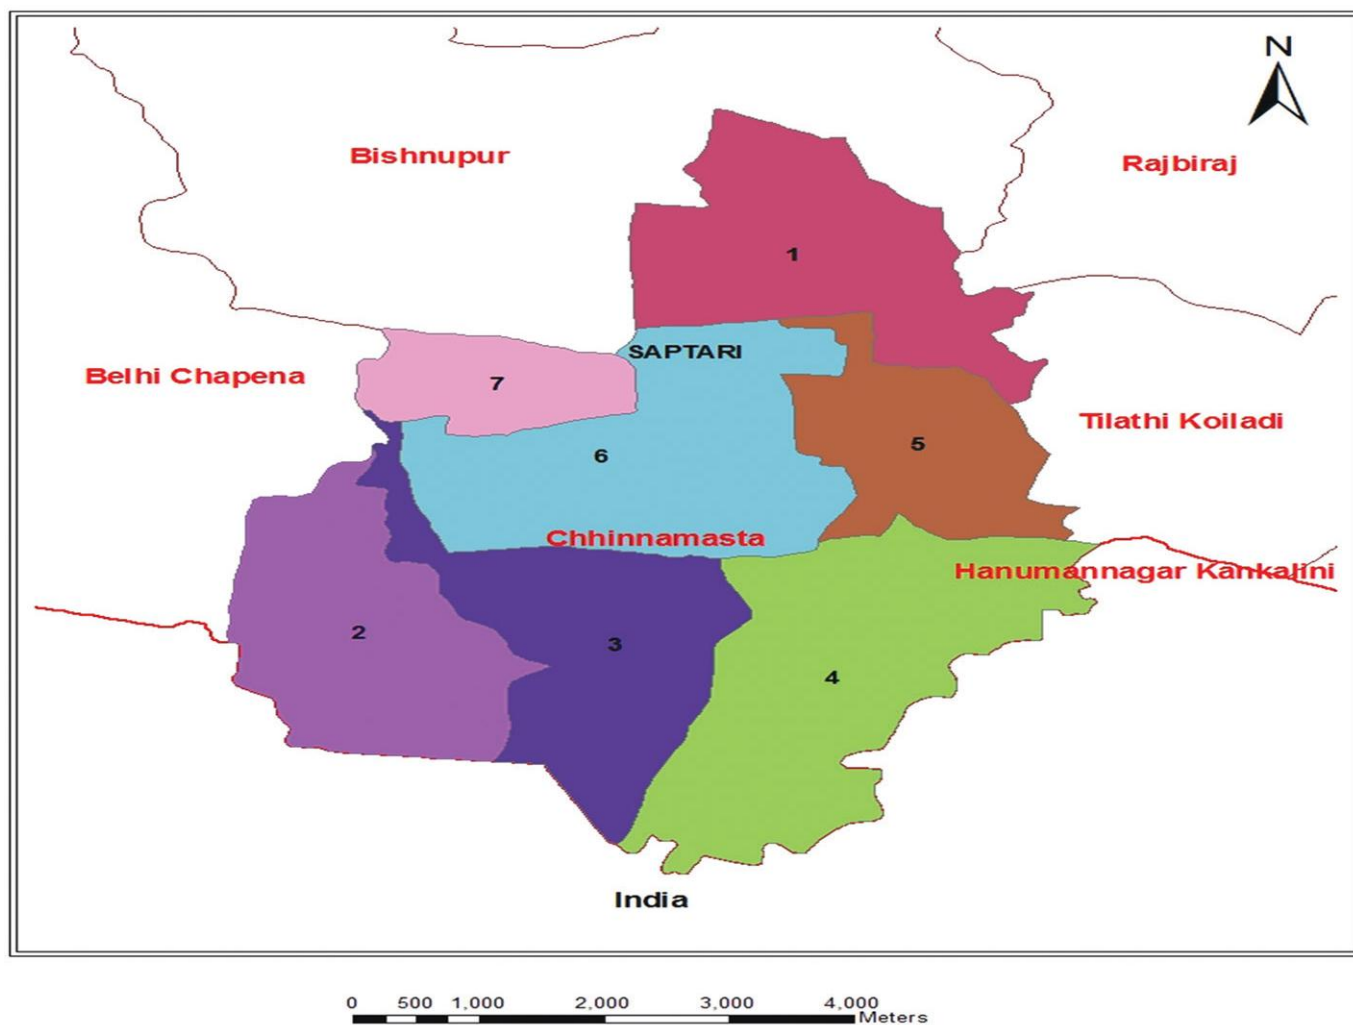 N
Bishnupur
Rajbiraj
1
SAPTARI
Belhi Chapena
7
Tilathi Koiladi
5
6
Chhinnamasta
Hanumannagar Kankalini
2
3
4
India
0 500 1,000 2,000 3,000 4,000
Meters